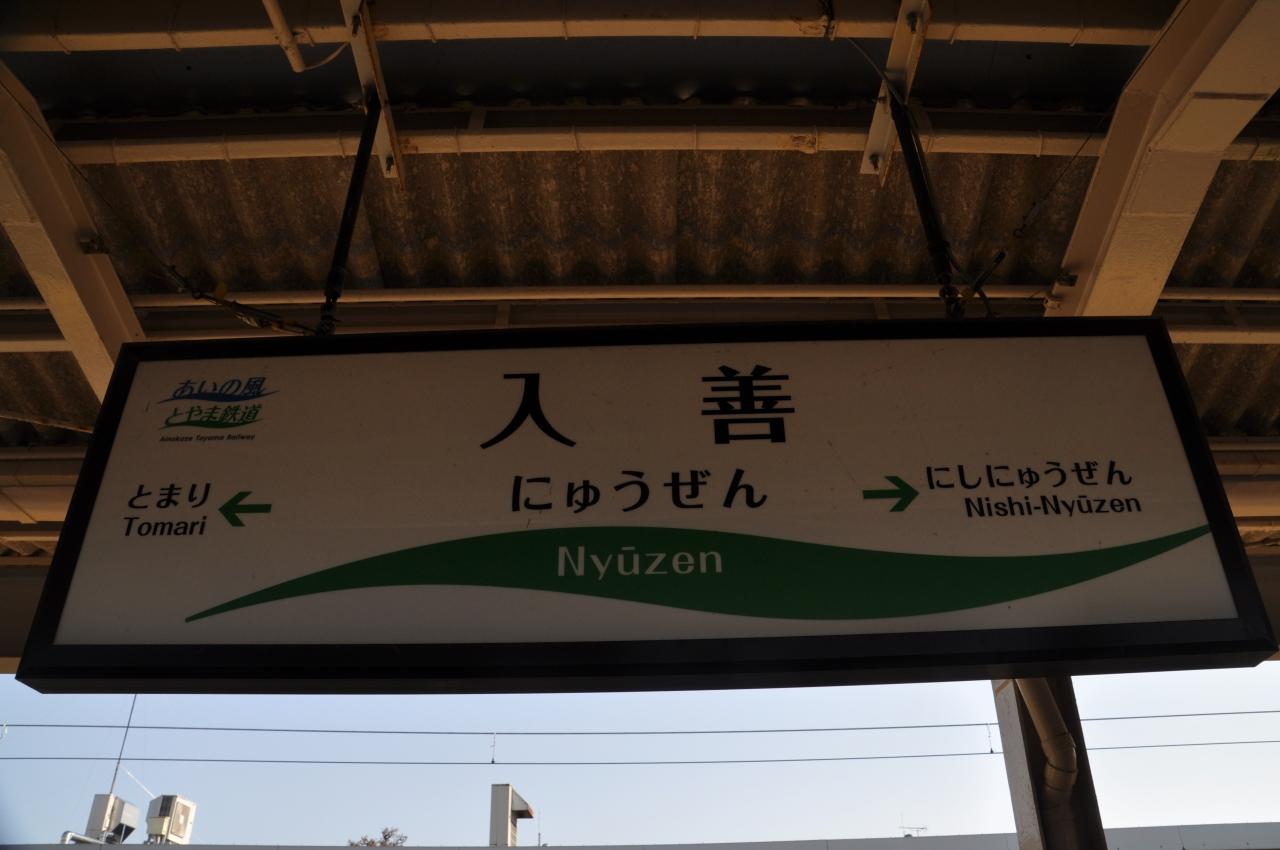 あいの風
とやま鉄道
Ainokaze Toyama Railway
入善
にゅうぜん
Nyūzen
とまり
Tomari
にしにゅうぜん
Nishi-Nyūzen